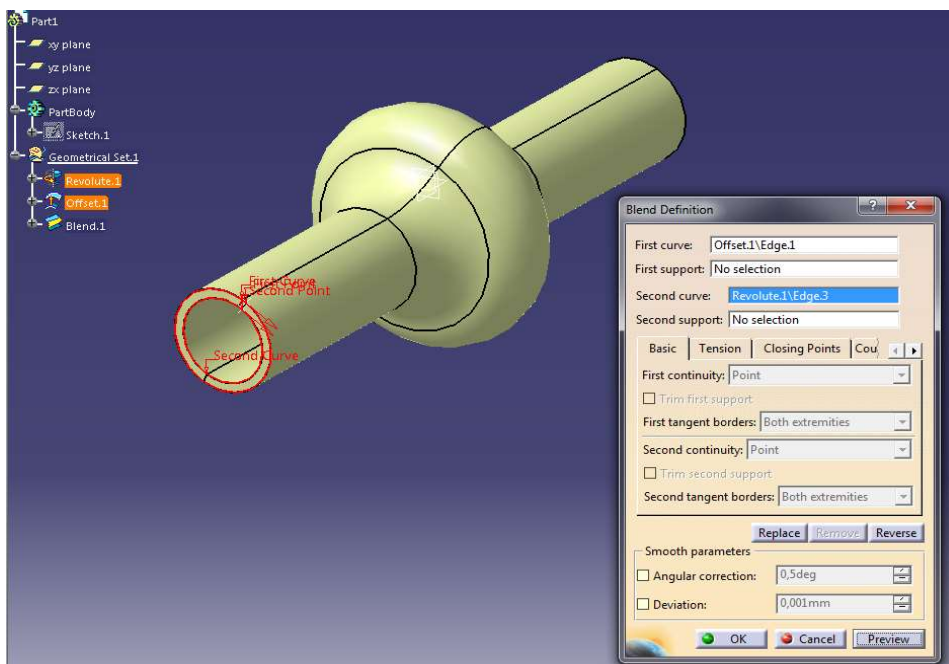 Part1
xy plane
yz plane
zx plane
PartBody
Sketch.1
Geometrical Set.1
Revolute.1
Offset.1
Blend.1
First Curve
Second Point
Second Curve
Blend Definition
First curve: Offset.1\Edge.1
First support: No selection
Second curve: Revolute.1\Edge.3
Second support: No selection
Basic Tension Closing Points Cou
First continuity: Point
Trim first support
First tangent borders: Both extremities
Second continuity: Point
Trim second support
Second tangent borders: Both extremities
Replace Remove Reverse
Smooth parameters
Angular correction: 0,5deg
Deviation: 0,001mm
OK Cancel Preview